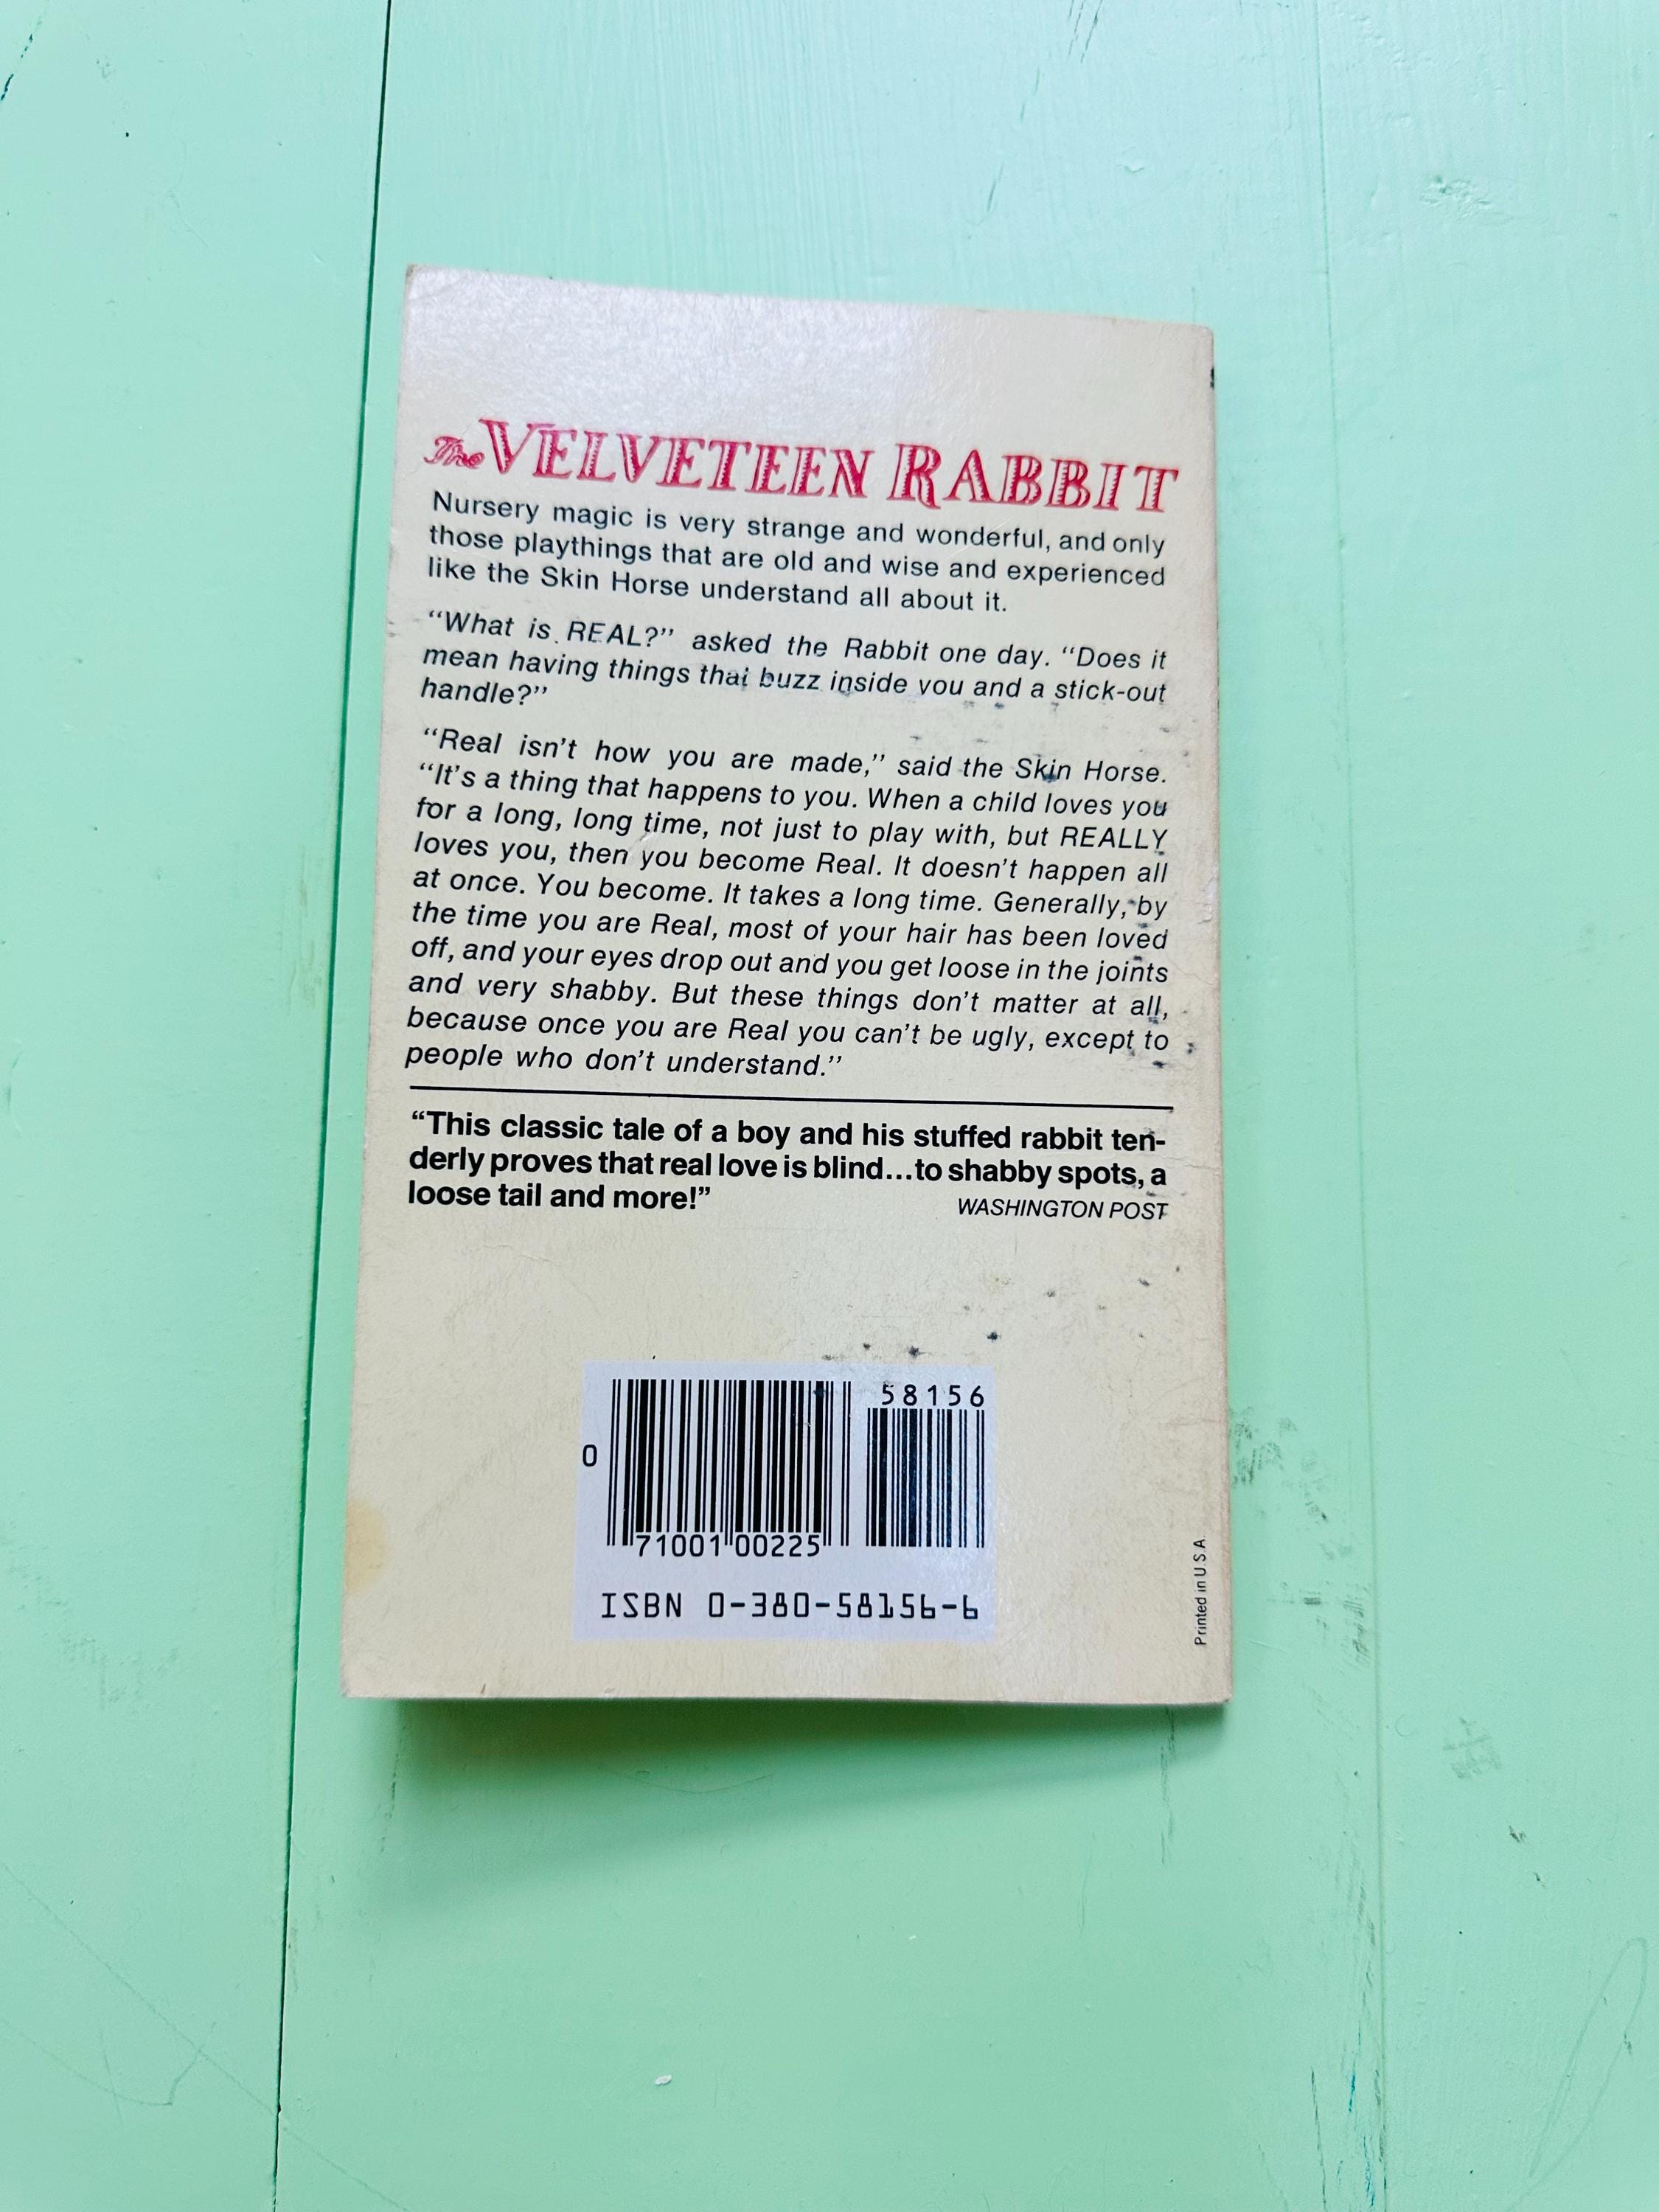 The VELVETEEN RABBIT
Nursery magic is very strange and wonderful, and only
those playthings that are old and wise and experienced
like the Skin Horse understand all about it.
“What is REAL?” asked the Rabbit one day. “Does it
mean having things that buzz inside you and a stick-out
handle?”
“Real isn’t how you are made,” said the Skin Horse.
“It’s a thing that happens to you. When a child loves you
for a long, long time, not just to play with, but REALLY
loves you, then you become Real. It doesn’t happen all
at once. You become. It takes a long time. Generally, by
the time you are Real, most of your hair has been loved
off, and your eyes drop out and you get loose in the joints
and very shabby. But these things don’t matter at all,
because once you are Real you can’t be ugly, except to
people who don’t understand.”
“This classic tale of a boy and his stuffed rabbit ten-
derly proves that real love is blind...to shabby spots, a
loose tail and more!” WASHINGTON POST
58156
0
71001 00225
ISBN 0-380-58156-6
Printed in U.S.A.